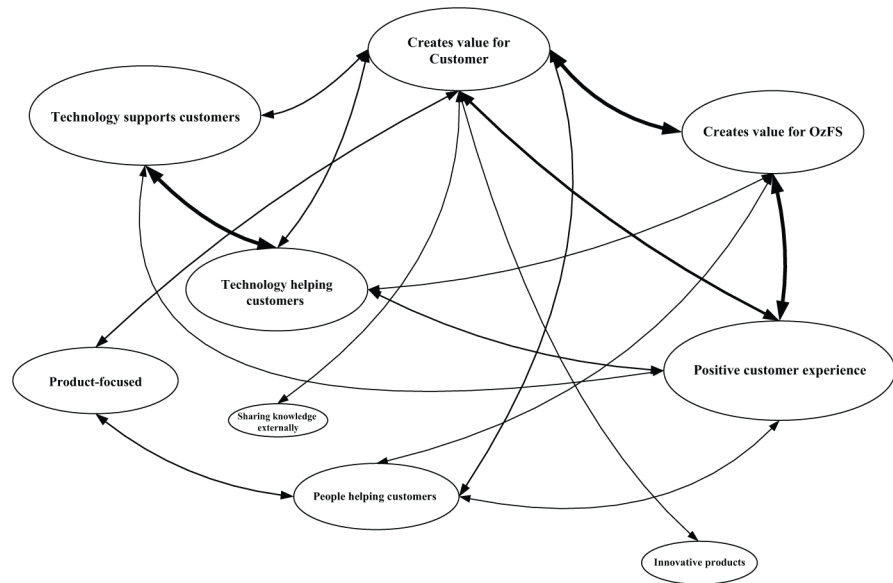 Creates value for
Customer
Technology supports customers
Creates value for OzFS
Technology helping
customers
Positive customer experience
Product-focused
Sharing knowledge
externally
People helping customers
Innovative products